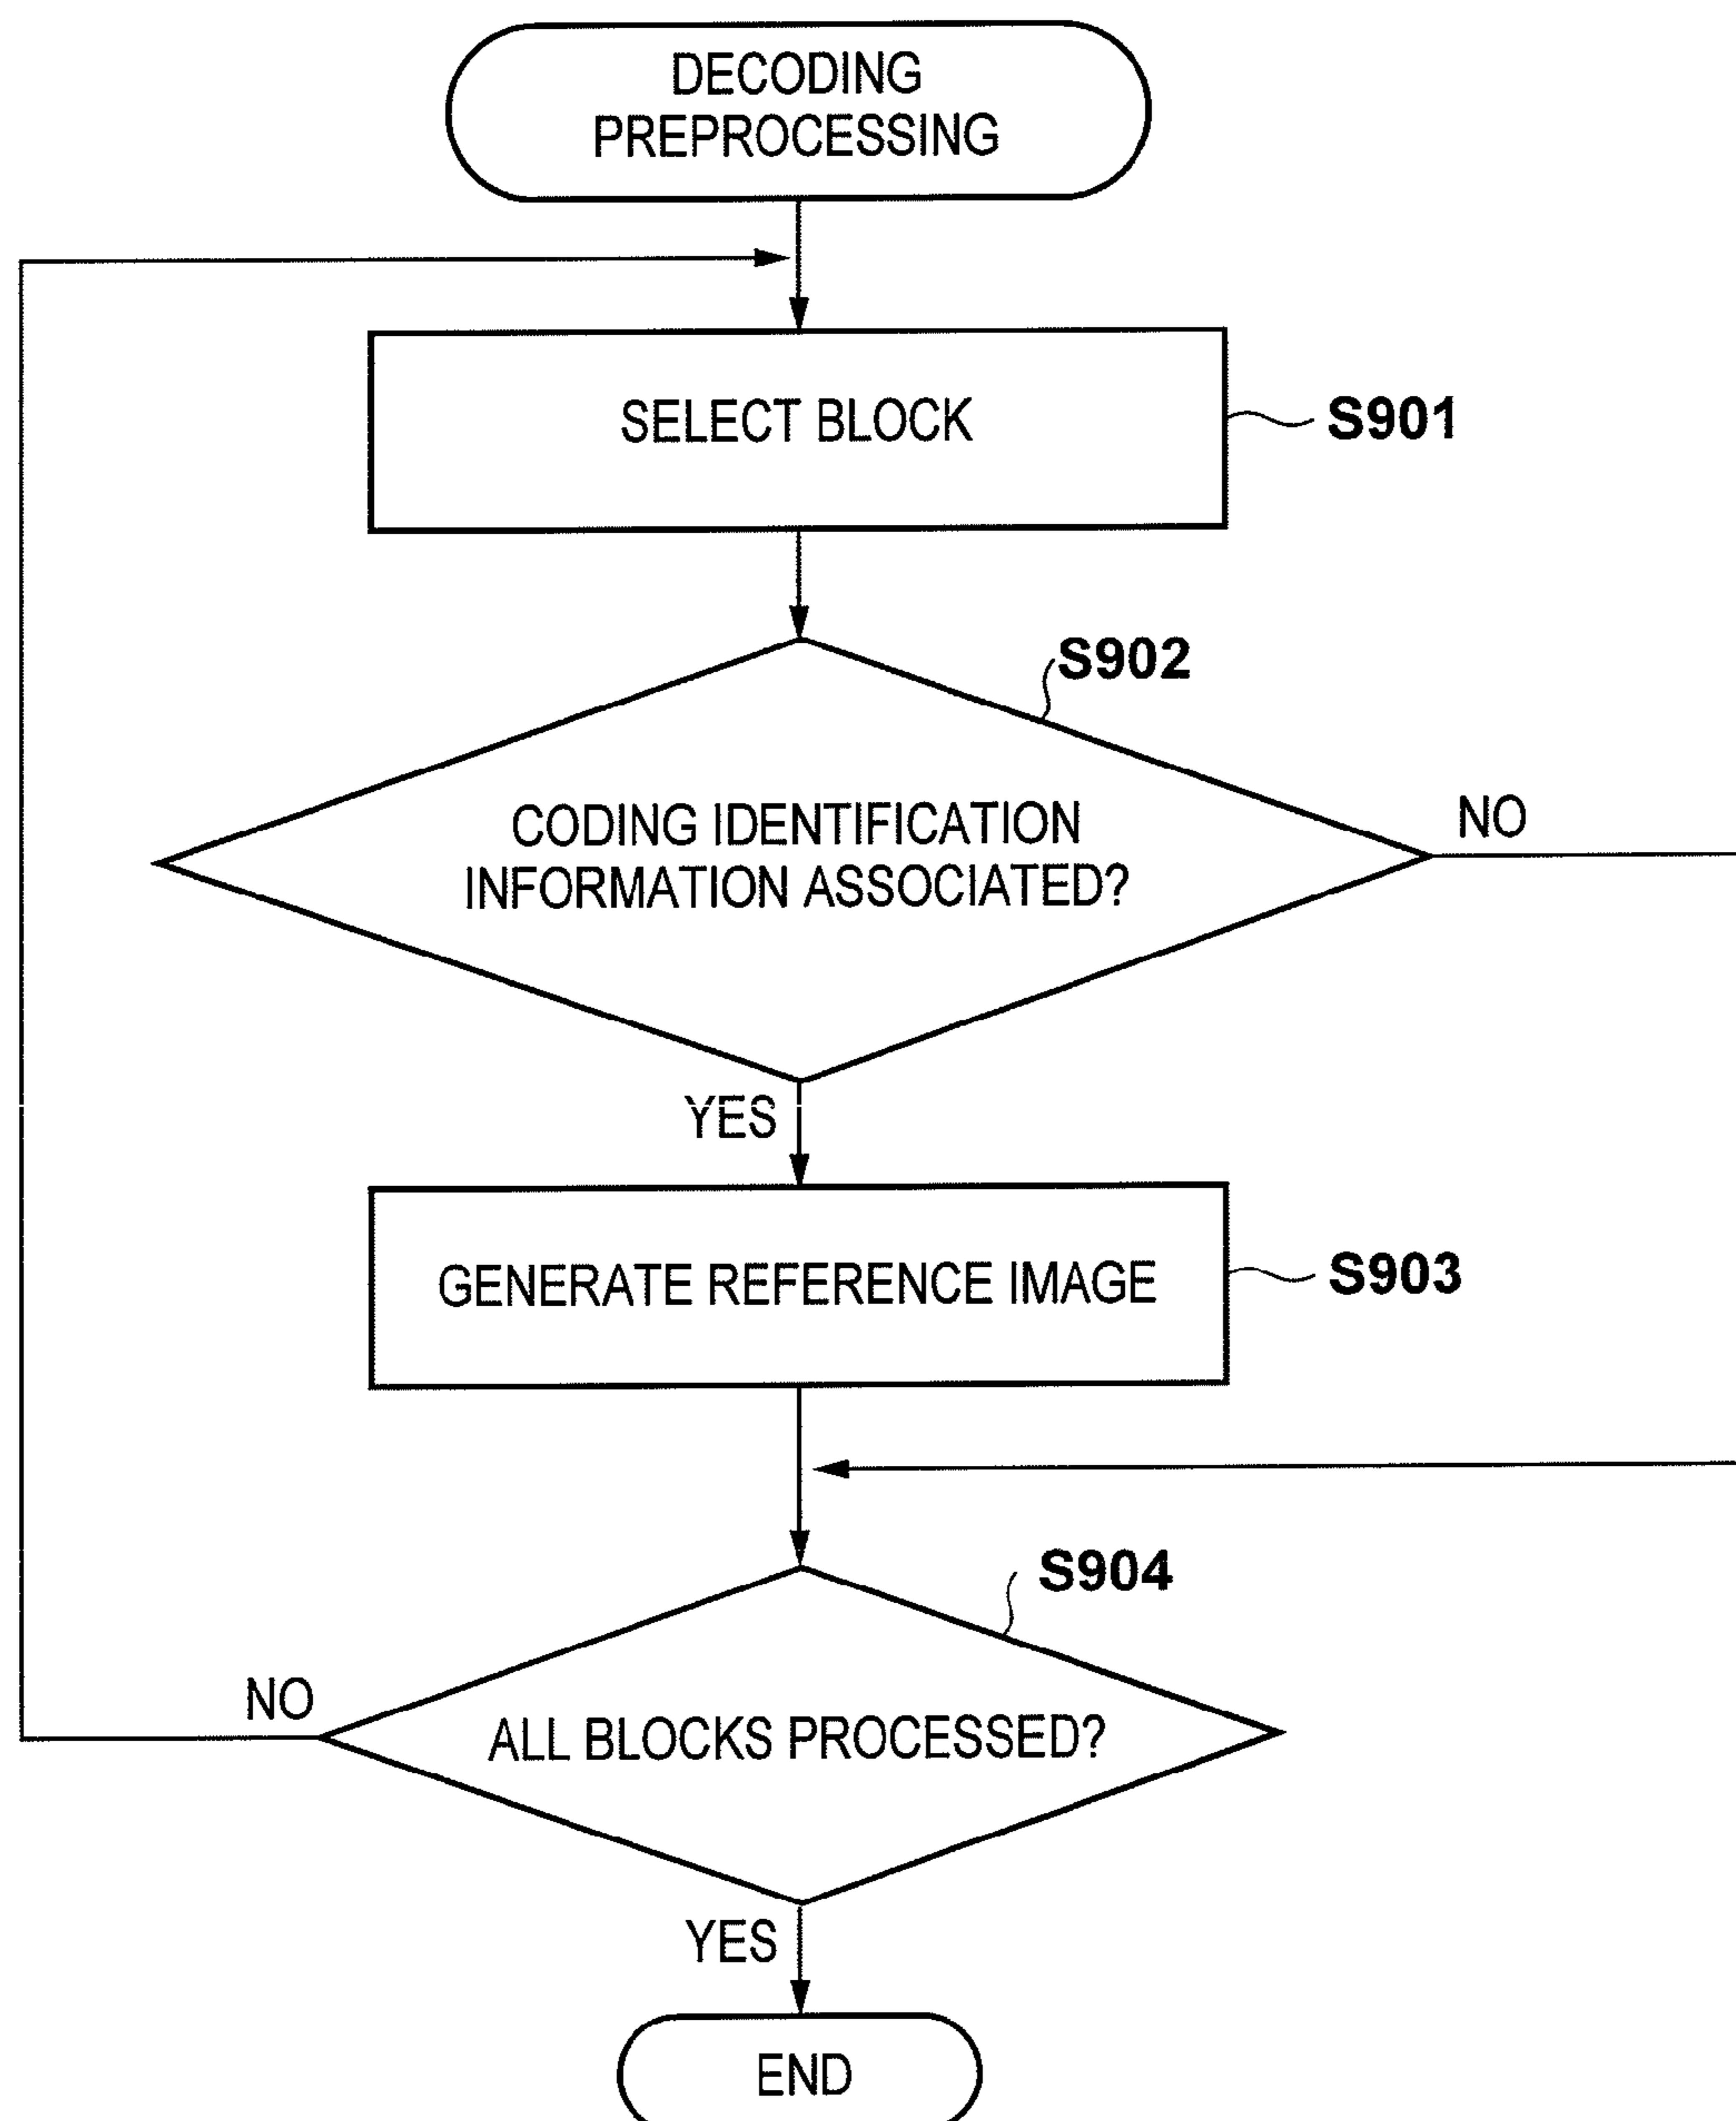 DECODING
PREPROCESSING
SELECT BLOCK
S901
S902
CODING IDENTIFICATION
INFORMATION ASSOCIATED?
NO
YES
GENERATE REFERENCE IMAGE
S903
S904
NO
ALL BLOCKS PROCESSED?
YES
END